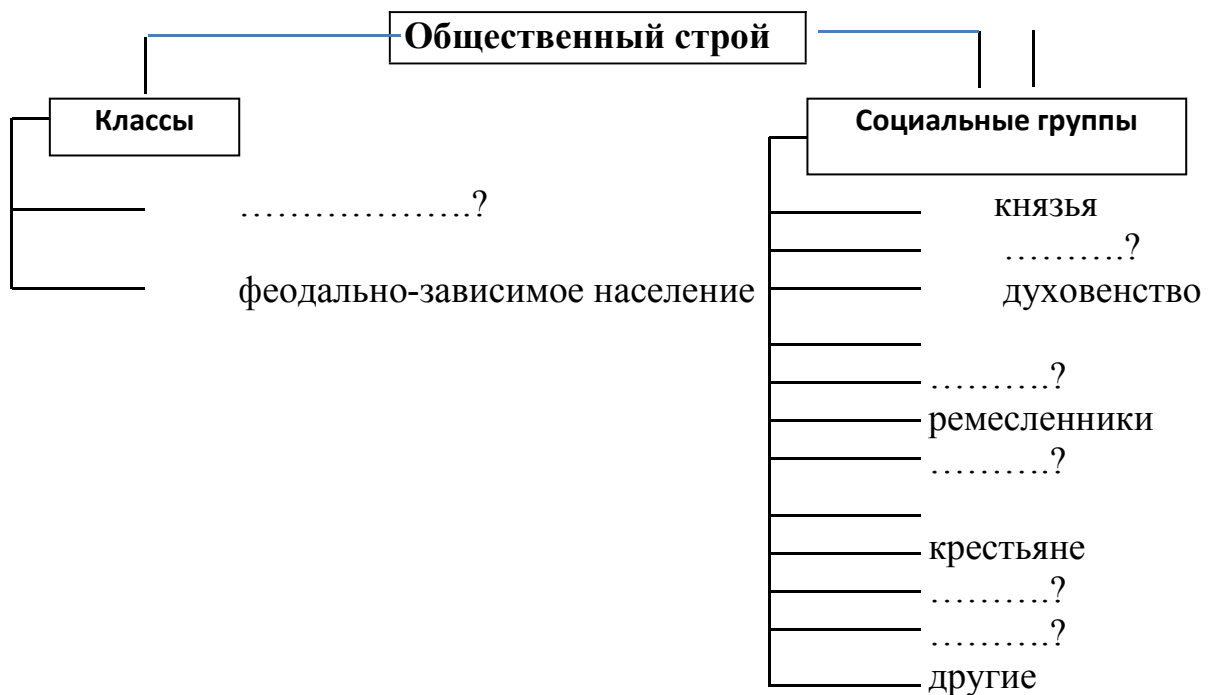 Общественный строй
Классы
Социальные группы
………………….?
феодально-зависимое население
князья
……….?
духовенство
……….?
ремесленники
……….?
крестьяне
……….?
……….?
другие